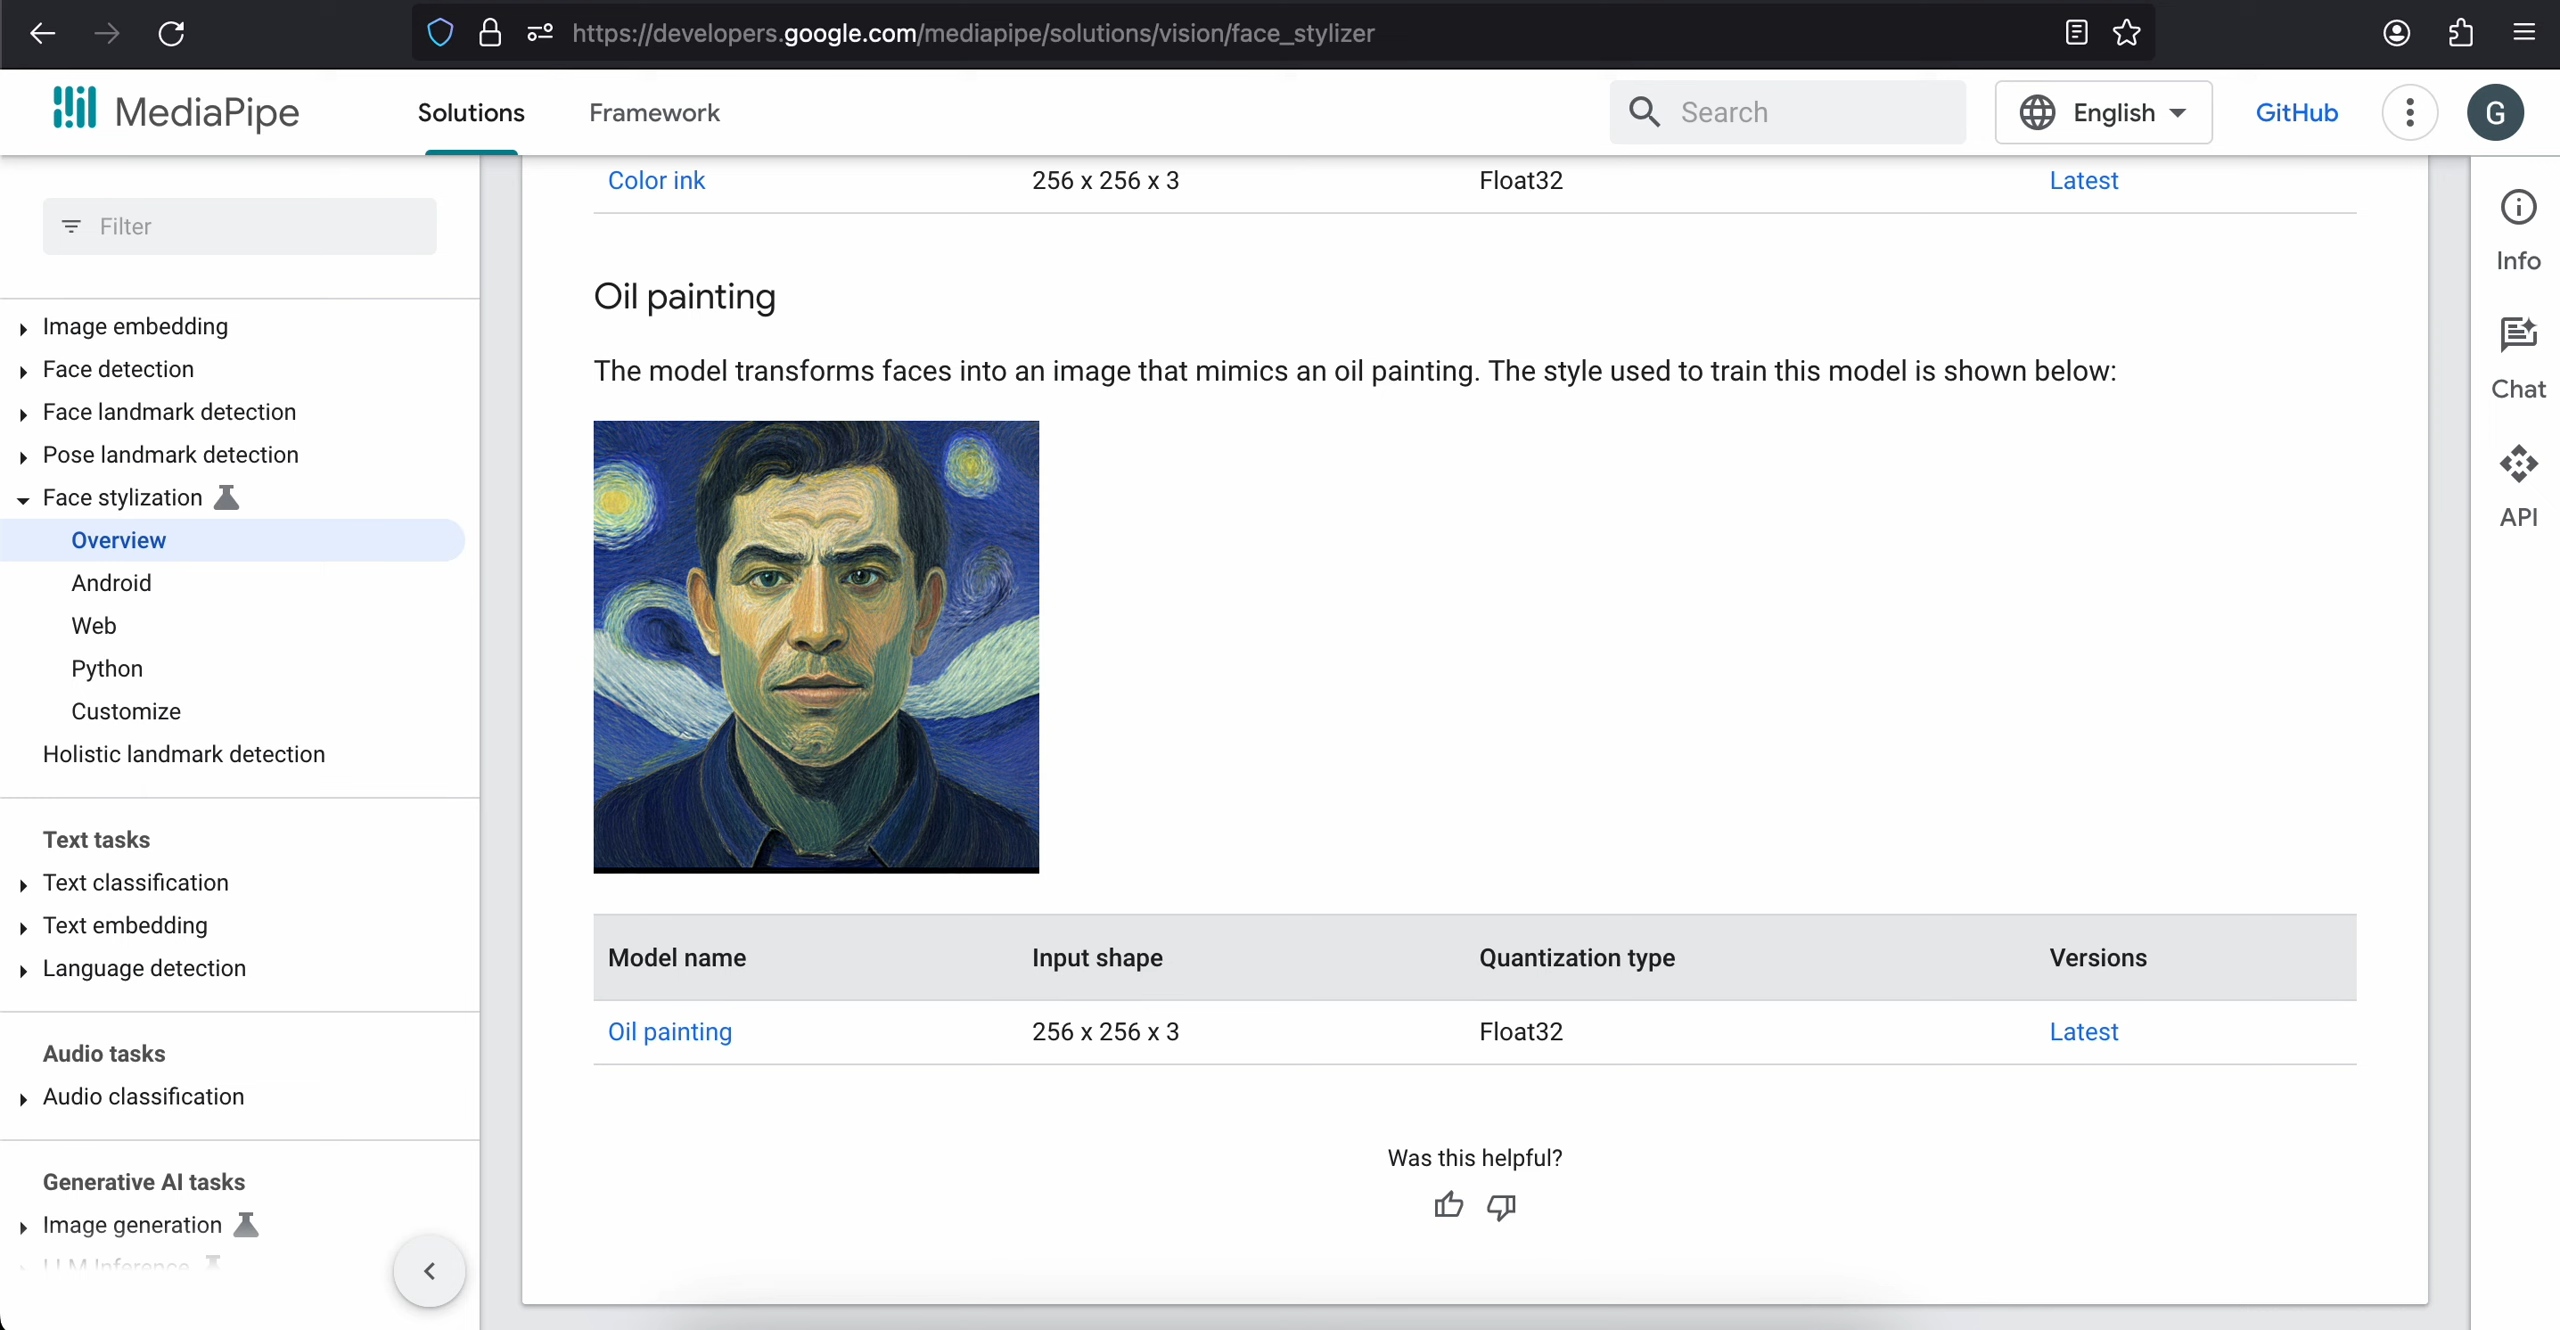 https://developers.google.com/mediapipe/solutions/vision/face_stylizer
MediaPipe
Solutions
Framework
Search
English
GitHub
G
Filter
Image embedding
Face detection
Face landmark detection
Pose landmark detection
Face stylization
Overview
Android
Web
Python
Customize
Holistic landmark detection
Text tasks
Text classification
Text embedding
Language detection
Audio tasks
Audio classification
Generative AI tasks
Image generation
LLM Inference
Color ink 256 x 256 x 3 Float32 Latest
Oil painting
The model transforms faces into an image that mimics an oil painting. The style used to train this model is shown below:
Model name Input shape Quantization type Versions
Oil painting 256 x 256 x 3 Float32 Latest
Was this helpful?
Info
Chat
API